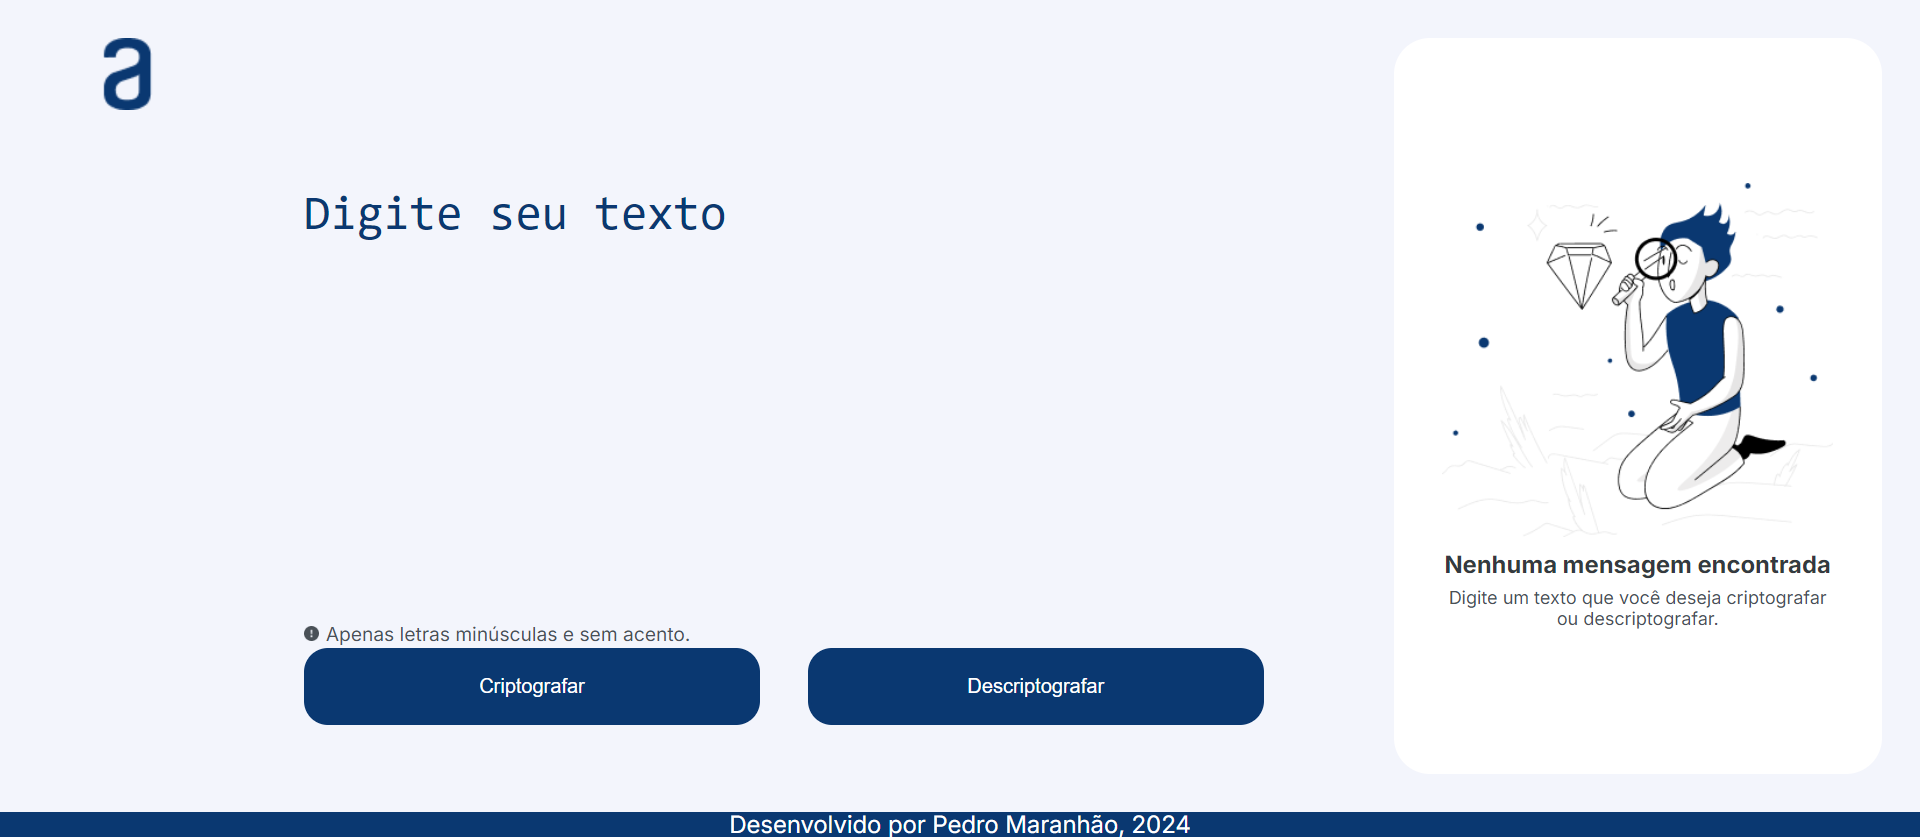 a
Digite seu texto
Apenas letras minúsculas e sem acento.
Criptografar
Descriptografar
Nenhuma mensagem encontrada
Digite um texto que você deseja criptografar
ou descriptografar.
Desenvolvido por Pedro Maranhão, 2024